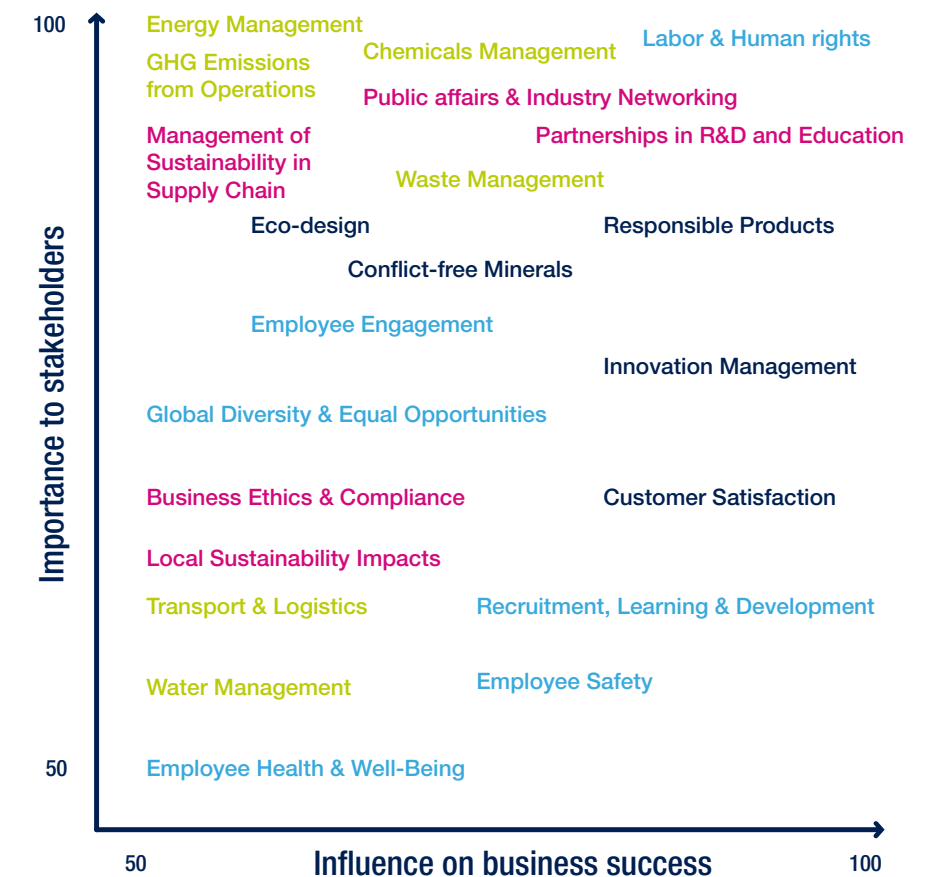 100
Energy Management
Labor & Human rights
Chemicals Management
GHG Emissions
from Operations
Public affairs & Industry Networking
Management of
Sustainability in
Supply Chain
Partnerships in R&D and Education
Waste Management
Eco-design
Responsible Products
Conflict-free Minerals
Employee Engagement
Innovation Management
Global Diversity & Equal Opportunities
Business Ethics & Compliance
Customer Satisfaction
Local Sustainability Impacts
Transport & Logistics
Recruitment, Learning & Development
Water Management
Employee Safety
50
Employee Health & Well-Being
Importance to stakeholders
50
Influence on business success
100